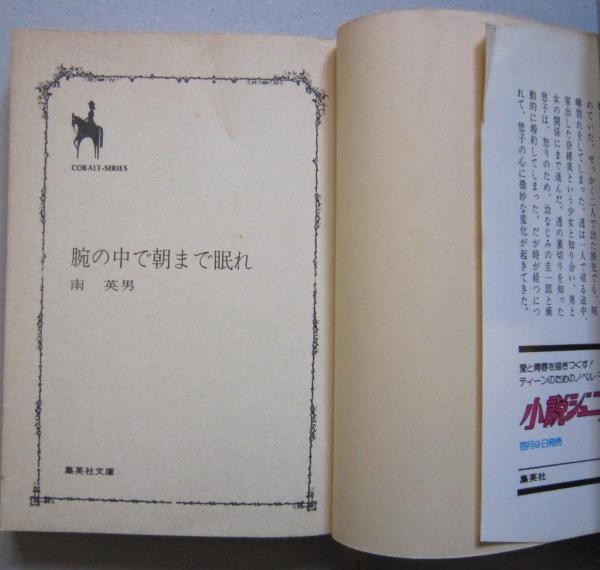 COBALT-SERIES
腕の中で朝まで眠れ
南 英男
集英社文庫
めていた。せっかく二人で出た旅先でも、喧
嘩別れをしてしまった。透は一人で帰る途中、
家出した奈緒美という少女と知り合い、男と
女の関係にまで進んだ。透の裏切りを知った
悠子は、怒りのため、幼なじみの圭一郎と衝
動的に婚約してしまった。だが時が経つにつ
れて、悠子の心に微妙な変化が起きてきた。
愛と青春を描きつくす!
ティーンのためのノベル
小説ジュニ
毎月9日発売
集英社